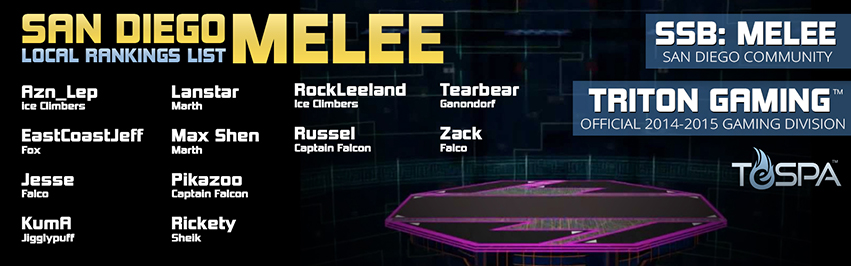 SAN DIEGO
LOCAL RANKINGS LIST
MELEE
Azn_Lep
Ice Climbers
EastCoastJeff
Fox
Jesse
Falco
KumA
Jigglypuff
Lanstar
Marth
Max Shen
Marth
Pikazoo
Captain Falcon
Rickety
Sheik
RockLeeland
Ice Climbers
Russel
Captain Falcon
Tearbear
Ganondorf
Zack
Falco
SSB: MELEE
SAN DIEGO COMMUNITY
TRITON GAMING™
OFFICIAL 2014-2015 GAMING DIVISION
TeSPA™